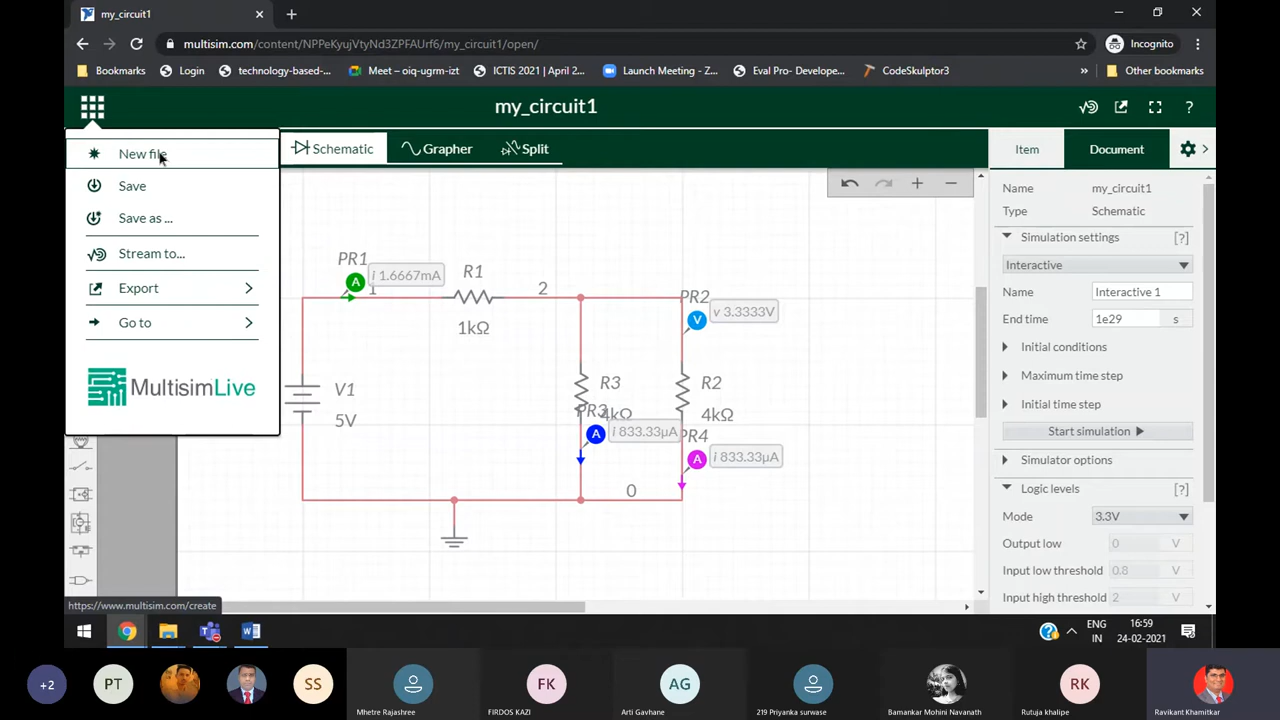 my_circuit1
multisim.com/content/NPPeKyujVtyNd3ZPFAUrf6/my_circuit1/open/
Incognito
Bookmarks
Login
technology-based-...
Meet – oiq-ugrm-izt
ICTIS 2021 | April 2...
Launch Meeting - Z...
Eval Pro- Develope...
CodeSkulptor3
»
Other bookmarks
my_circuit1
?
New file
Save
Save as ...
Stream to...
Export
Go to
MultisimLive
Schematic
Grapher
Split
Item
Document
PR1
A
i 1.6667mA
1
R1
1kΩ
2
PR2
V
v 3.3333V
V1
5V
R3
4kΩ
R2
4kΩ
PR3
A
i 833.33µA
PR4
A
i 833.33µA
0
Name
my_circuit1
Type
Schematic
Simulation settings
[?]
Interactive
Name
Interactive 1
End time
1e29
s
Initial conditions
Maximum time step
Initial time step
Start simulation
Simulator options
Logic levels
[?]
Mode
3.3V
Output low
0
V
Input low threshold
0.8
V
Input high threshold
2
V
https://www.multisim.com/create
ENG
IN
16:59
24-02-2021
+2
PT
SS
Mhetre Rajashree
FK
FIRDOS KAZI
AG
Arti Gavhane
219 Priyanka surwase
Bamankar Mohini Navanath
RK
Rutuja khalipe
Ravikant Khamitkar